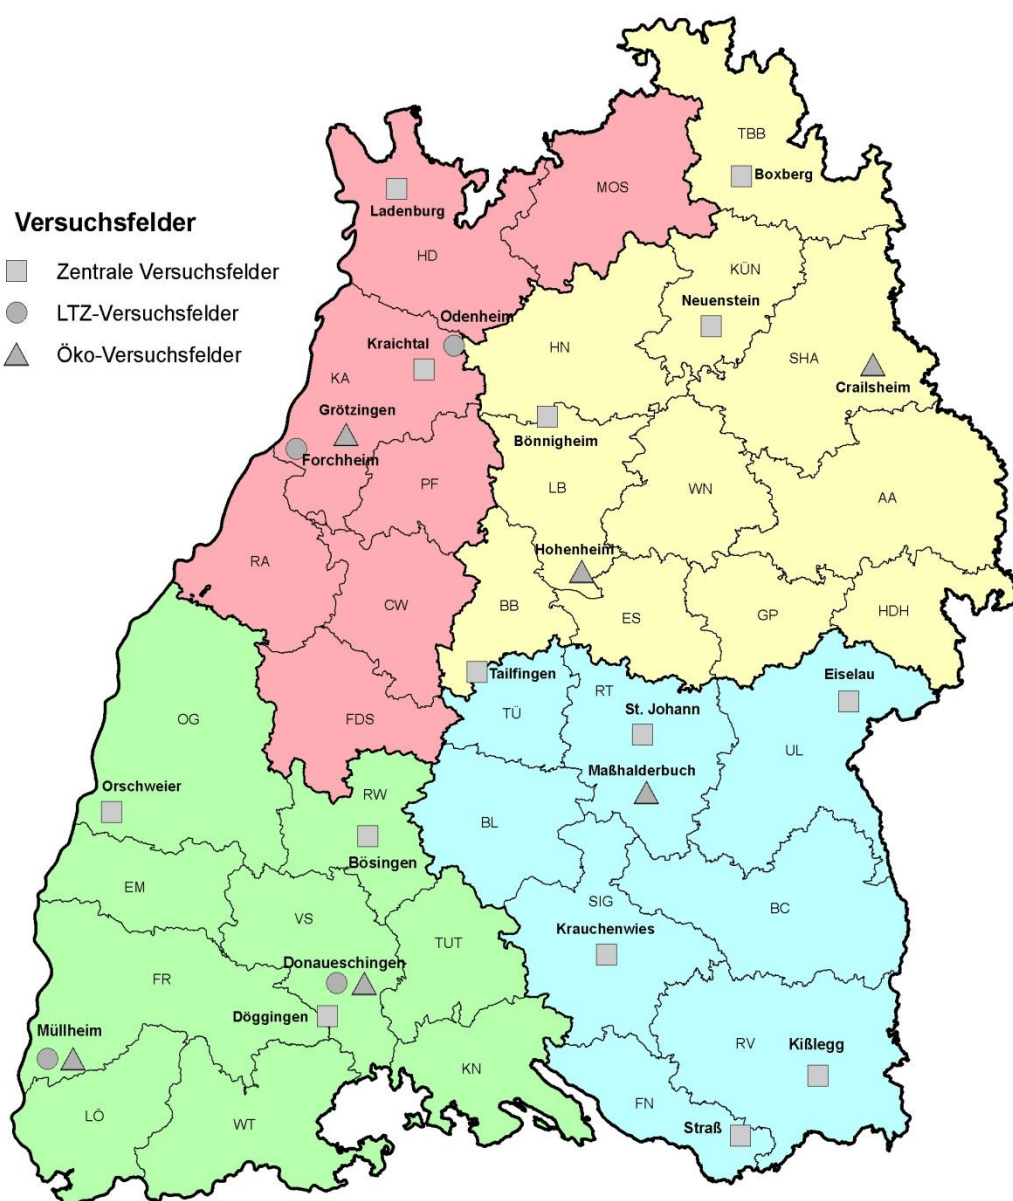 Versuchsfelder
Zentrale Versuchsfelder
LTZ-Versuchsfelder
Öko-Versuchsfelder
TBB
Boxberg
MOS
Ladenburg
HD
KÜN
Neuenstein
Odenheim
Kraichtal
HN
SHA
KA
Crailsheim
Grötzingen
Bönnigheim
Forchheim
PF
LB
WN
AA
Hohenheim
RA
CW
BB
ES
GP
HDH
Tailfingen
RT
Eiselau
OG
FDS
TÜ
St. Johann
UL
Maßhalderbuch
Orschweier
RW
BL
Bösingen
EM
VS
SIG
BC
Krauchenwies
TUT
Donaueschingen
FR
Döggingen
Müllheim
RV
Kißlegg
KN
LÖ
WT
FN
Straß